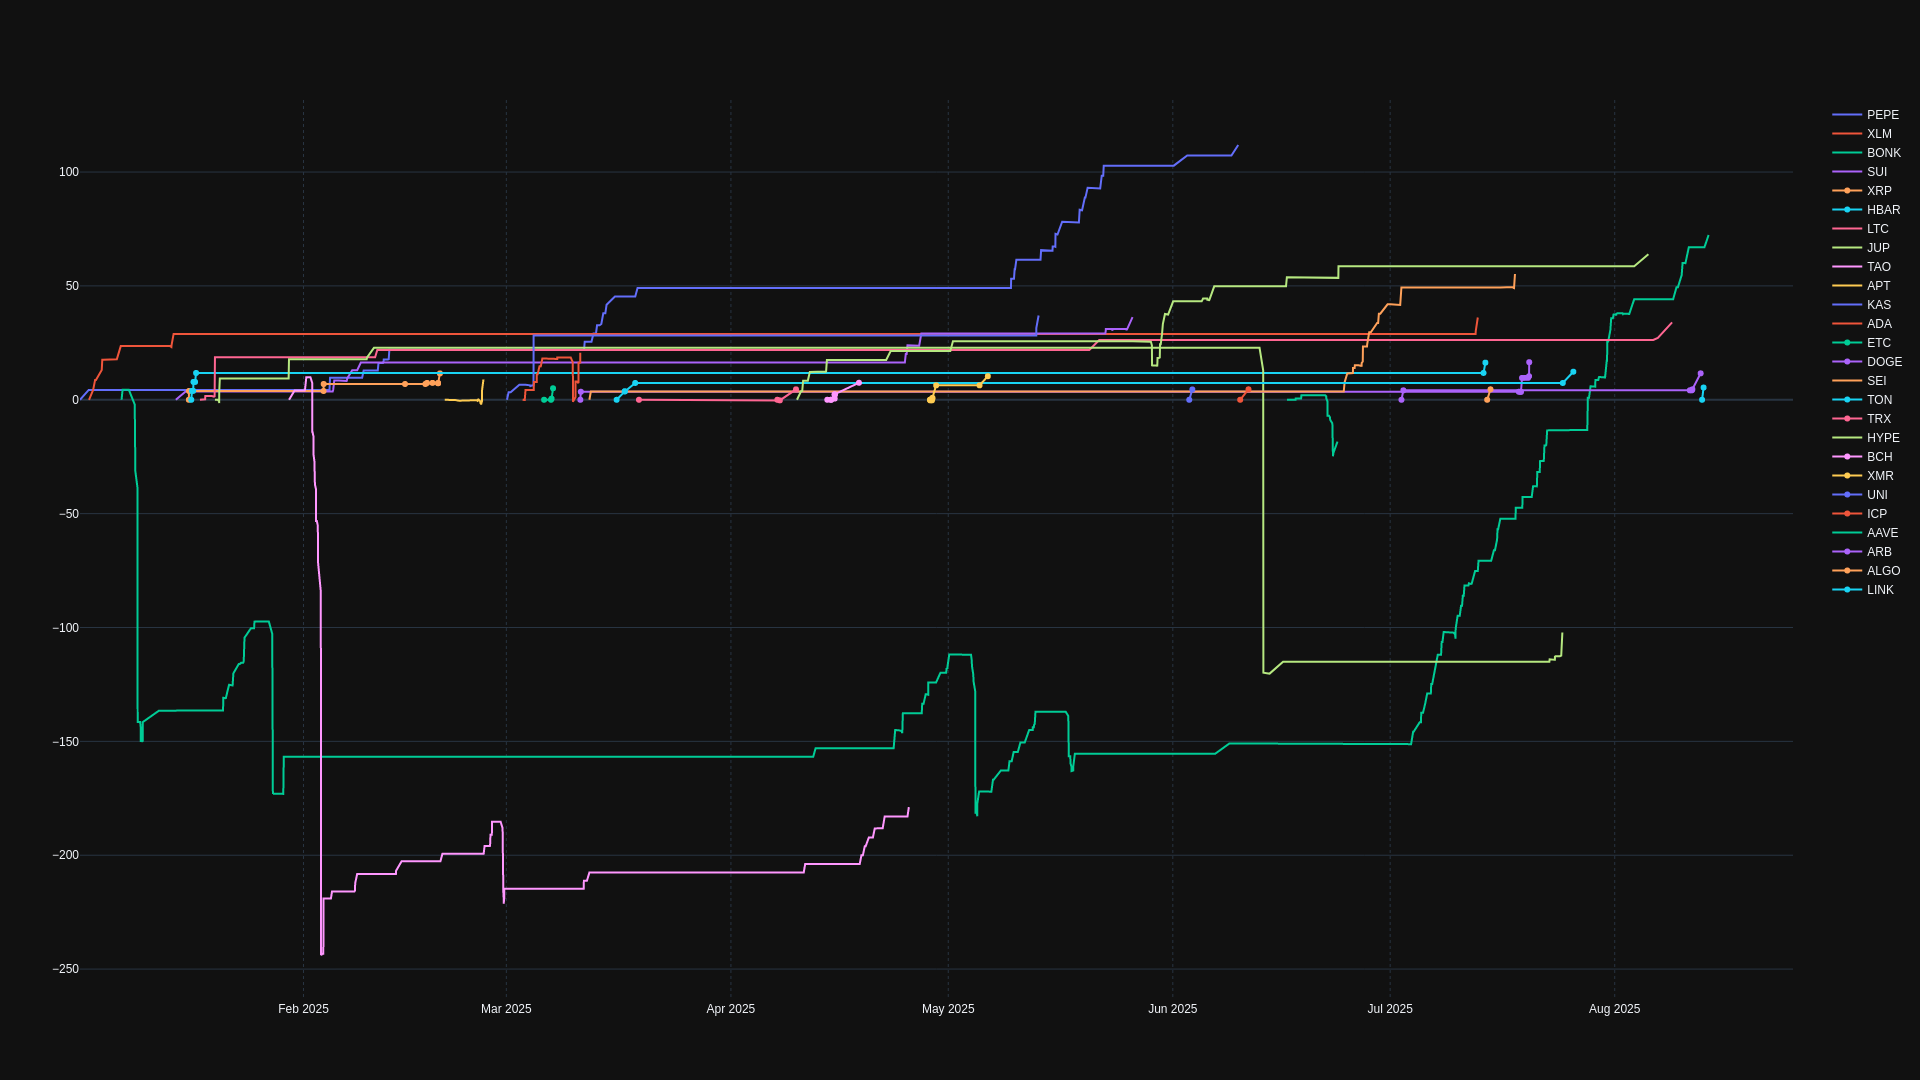 100
50
0
−50
−100
−150
−200
−250
Feb 2025
Mar 2025
Apr 2025
May 2025
Jun 2025
Jul 2025
Aug 2025
PEPE
XLM
BONK
SUI
XRP
HBAR
LTC
JUP
TAO
APT
KAS
ADA
ETC
DOGE
SEI
TON
TRX
HYPE
BCH
XMR
UNI
ICP
AAVE
ARB
ALGO
LINK